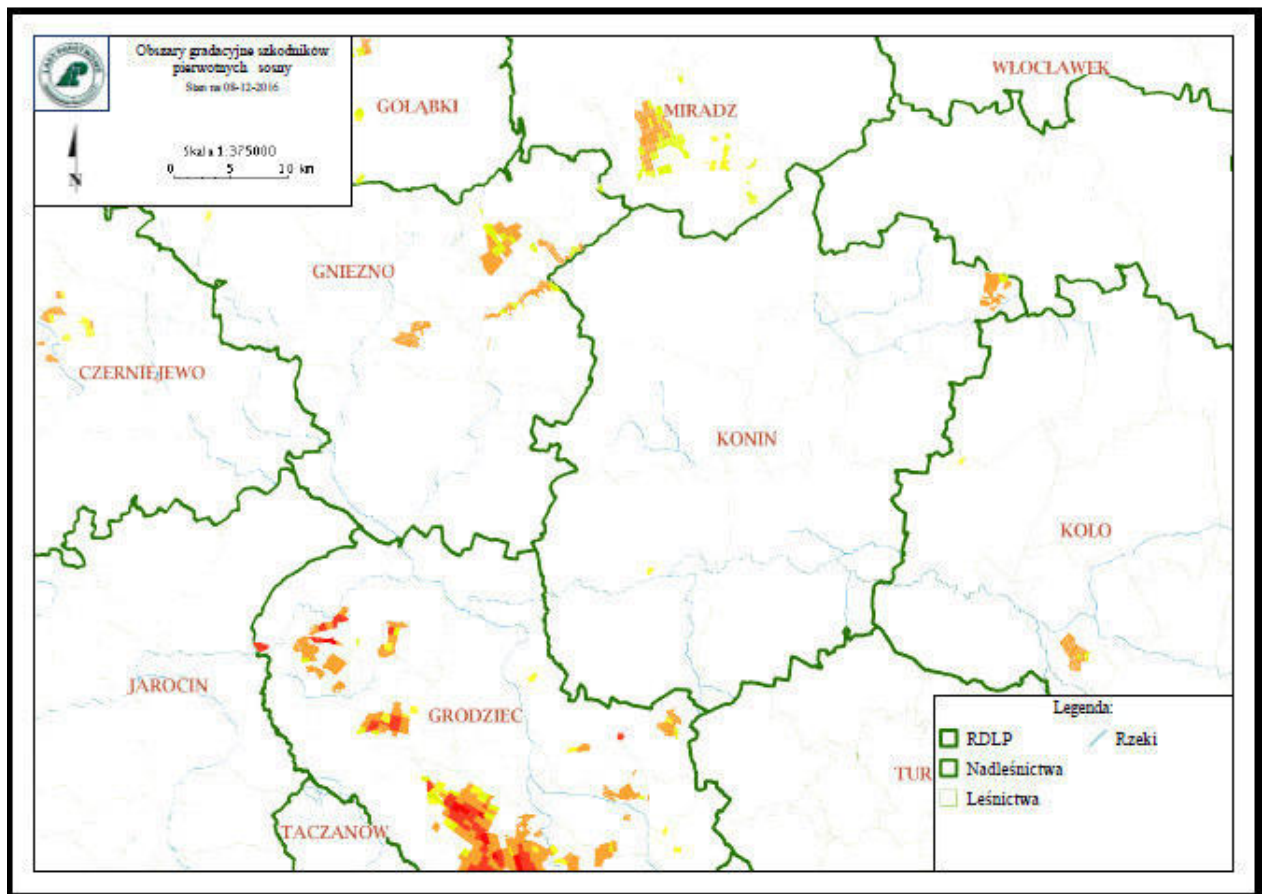 Obszary gradacyjne szkodników
pierwotnych sosny
Stan na 08-12-2016
Skala 1:375000
0 5 10 km
N
GOŁĄBKI
MIRADZ
WŁOCŁAWEK
GNIEZNO
CZERNIEJEWO
KONIN
KOŁO
JAROCIN
GRODZIEC
TUR
TACZANÓW
Legenda:
RDLP Rzeki
Nadleśnictwa
Leśnictwa